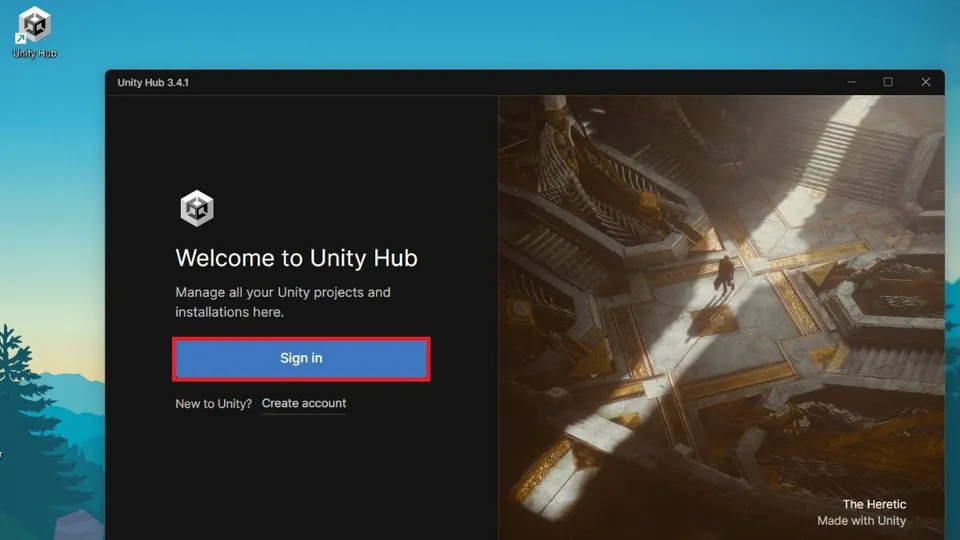 Unity Hub
Unity Hub 3.4.1
Welcome to Unity Hub
Manage all your Unity projects and
installations here.
Sign in
New to Unity? Create account
The Heretic
Made with Unity